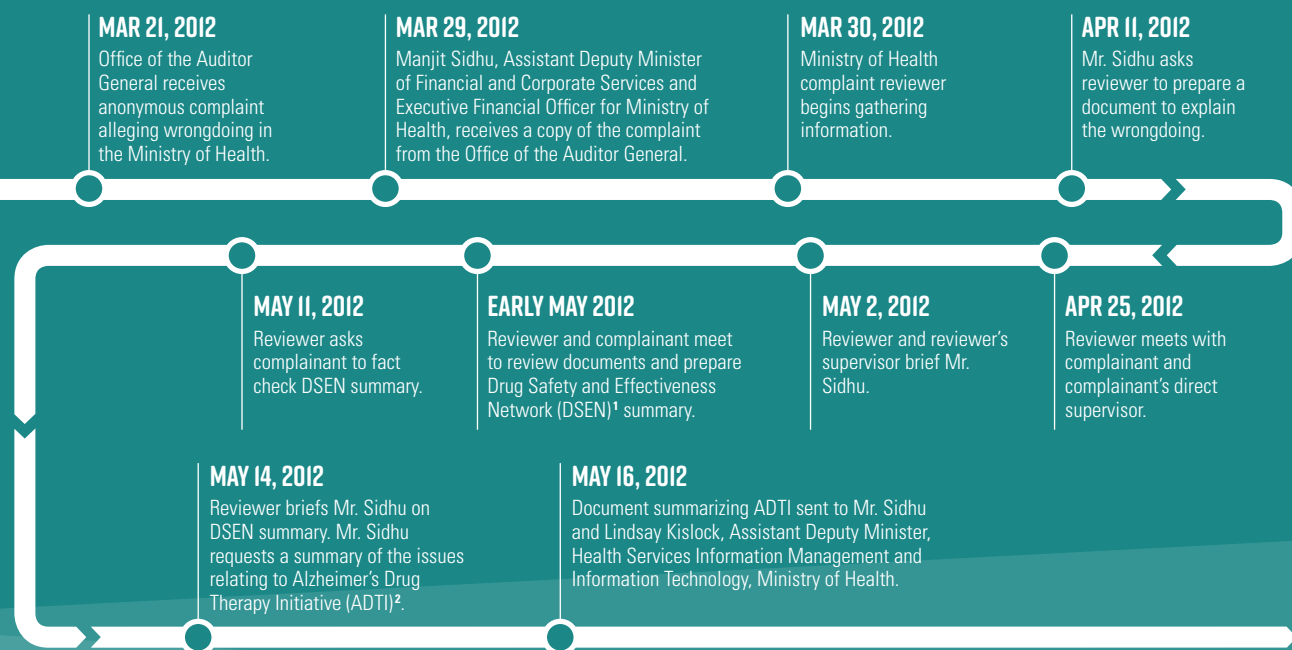 MAR 21, 2012
Office of the Auditor
General receives
anonymous complaint
alleging wrongdoing in
the Ministry of Health.
MAR 29, 2012
Manjit Sidhu, Assistant Deputy Minister
of Financial and Corporate Services and
Executive Financial Officer for Ministry of
Health, receives a copy of the complaint
from the Office of the Auditor General.
MAR 30, 2012
Ministry of Health
complaint reviewer
begins gathering
information.
APR 11, 2012
Mr. Sidhu asks
reviewer to prepare a
document to explain
the wrongdoing.
APR 25, 2012
Reviewer meets with
complainant and
complainant's direct
supervisor.
MAY 2, 2012
Reviewer and reviewer's
supervisor brief Mr.
Sidhu.
EARLY MAY 2012
Reviewer and complainant meet
to review documents and prepare
Drug Safety and Effectiveness
Network (DSEN)¹ summary.
MAY 11, 2012
Reviewer asks
complainant to fact
check DSEN summary.
MAY 14, 2012
Reviewer briefs Mr. Sidhu on
DSEN summary. Mr. Sidhu
requests a summary of the issues
relating to Alzheimer's Drug
Therapy Initiative (ADTI)².
MAY 16, 2012
Document summarizing ADTI sent to Mr. Sidhu
and Lindsay Kislock, Assistant Deputy Minister,
Health Services Information Management and
Information Technology, Ministry of Health.